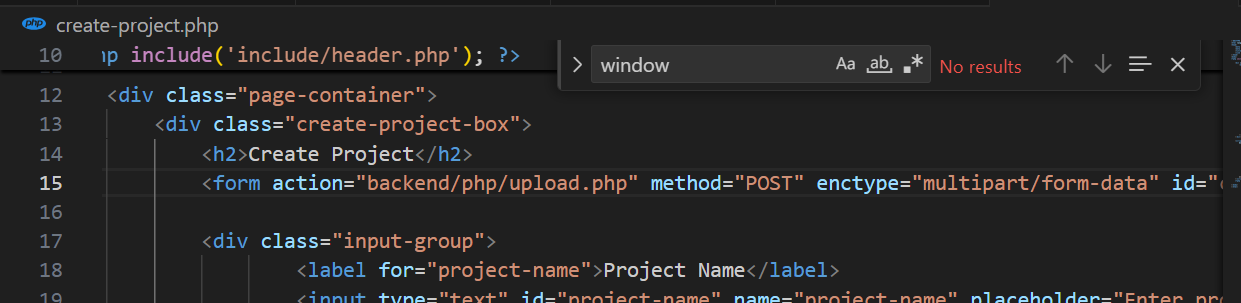 php create-project.php
10 np include('include/header.php'); ?>
window Aa ab .* No results
12 <div class="page-container">
13 <div class="create-project-box">
14 <h2>Create Project</h2>
15 <form action="backend/php/upload.php" method="POST" enctype="multipart/form-data" id="
16
17 <div class="input-group">
18 <label for="project-name">Project Name</label>
19 <input type="text" id="project-name" name="project-name" placeholder="Enter pro